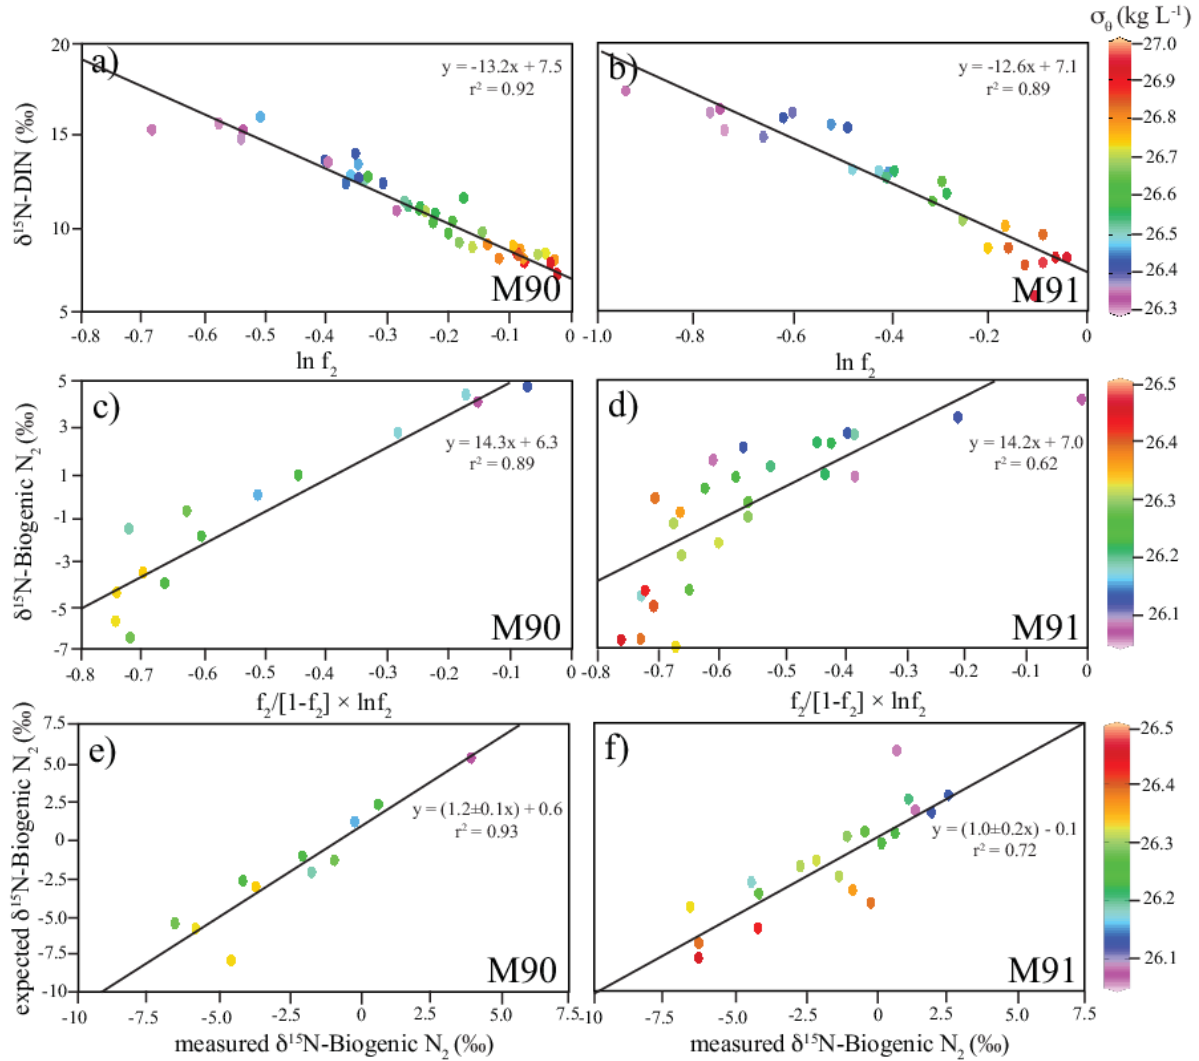 σθ (kg L-1)
a)
y = -13.2x + 7.5
r2 = 0.92
M90
δ15N-DIN (‰)
20
15
10
5
-0.8
-0.7
-0.6
-0.5
-0.4
-0.3
-0.2
-0.1
0
ln f2
b)
y = -12.6x + 7.1
r2 = 0.89
M91
-1.0
-0.8
-0.6
-0.4
-0.2
0
ln f2
27.0
26.9
26.8
26.7
26.6
26.5
26.4
26.3
c)
y = 14.3x + 6.3
r2 = 0.89
M90
δ15N-Biogenic N2 (‰)
5
3
1
-1
-3
-5
-7
-0.8
-0.7
-0.6
-0.5
-0.4
-0.3
-0.2
-0.1
0
f2/[1-f2] × lnf2
d)
y = 14.2x + 7.0
r2 = 0.62
M91
-0.8
-0.7
-0.6
-0.5
-0.4
-0.3
-0.2
-0.1
0
f2/[1-f2] × lnf2
26.5
26.4
26.3
26.2
26.1
e)
y = (1.2±0.1x) + 0.6
r2 = 0.93
M90
expected δ15N-Biogenic N2 (‰)
7.5
5.0
2.5
0
-2.5
-5.0
-7.5
-10
-10
-7.5
-5.0
-2.5
0
2.5
5.0
7.5
measured δ15N-Biogenic N2 (‰)
f)
y = (1.0±0.2x) - 0.1
r2 = 0.72
M91
-10
-7.5
-5.0
-2.5
0
2.5
5.0
7.5
measured δ15N-Biogenic N2 (‰)
26.5
26.4
26.3
26.2
26.1